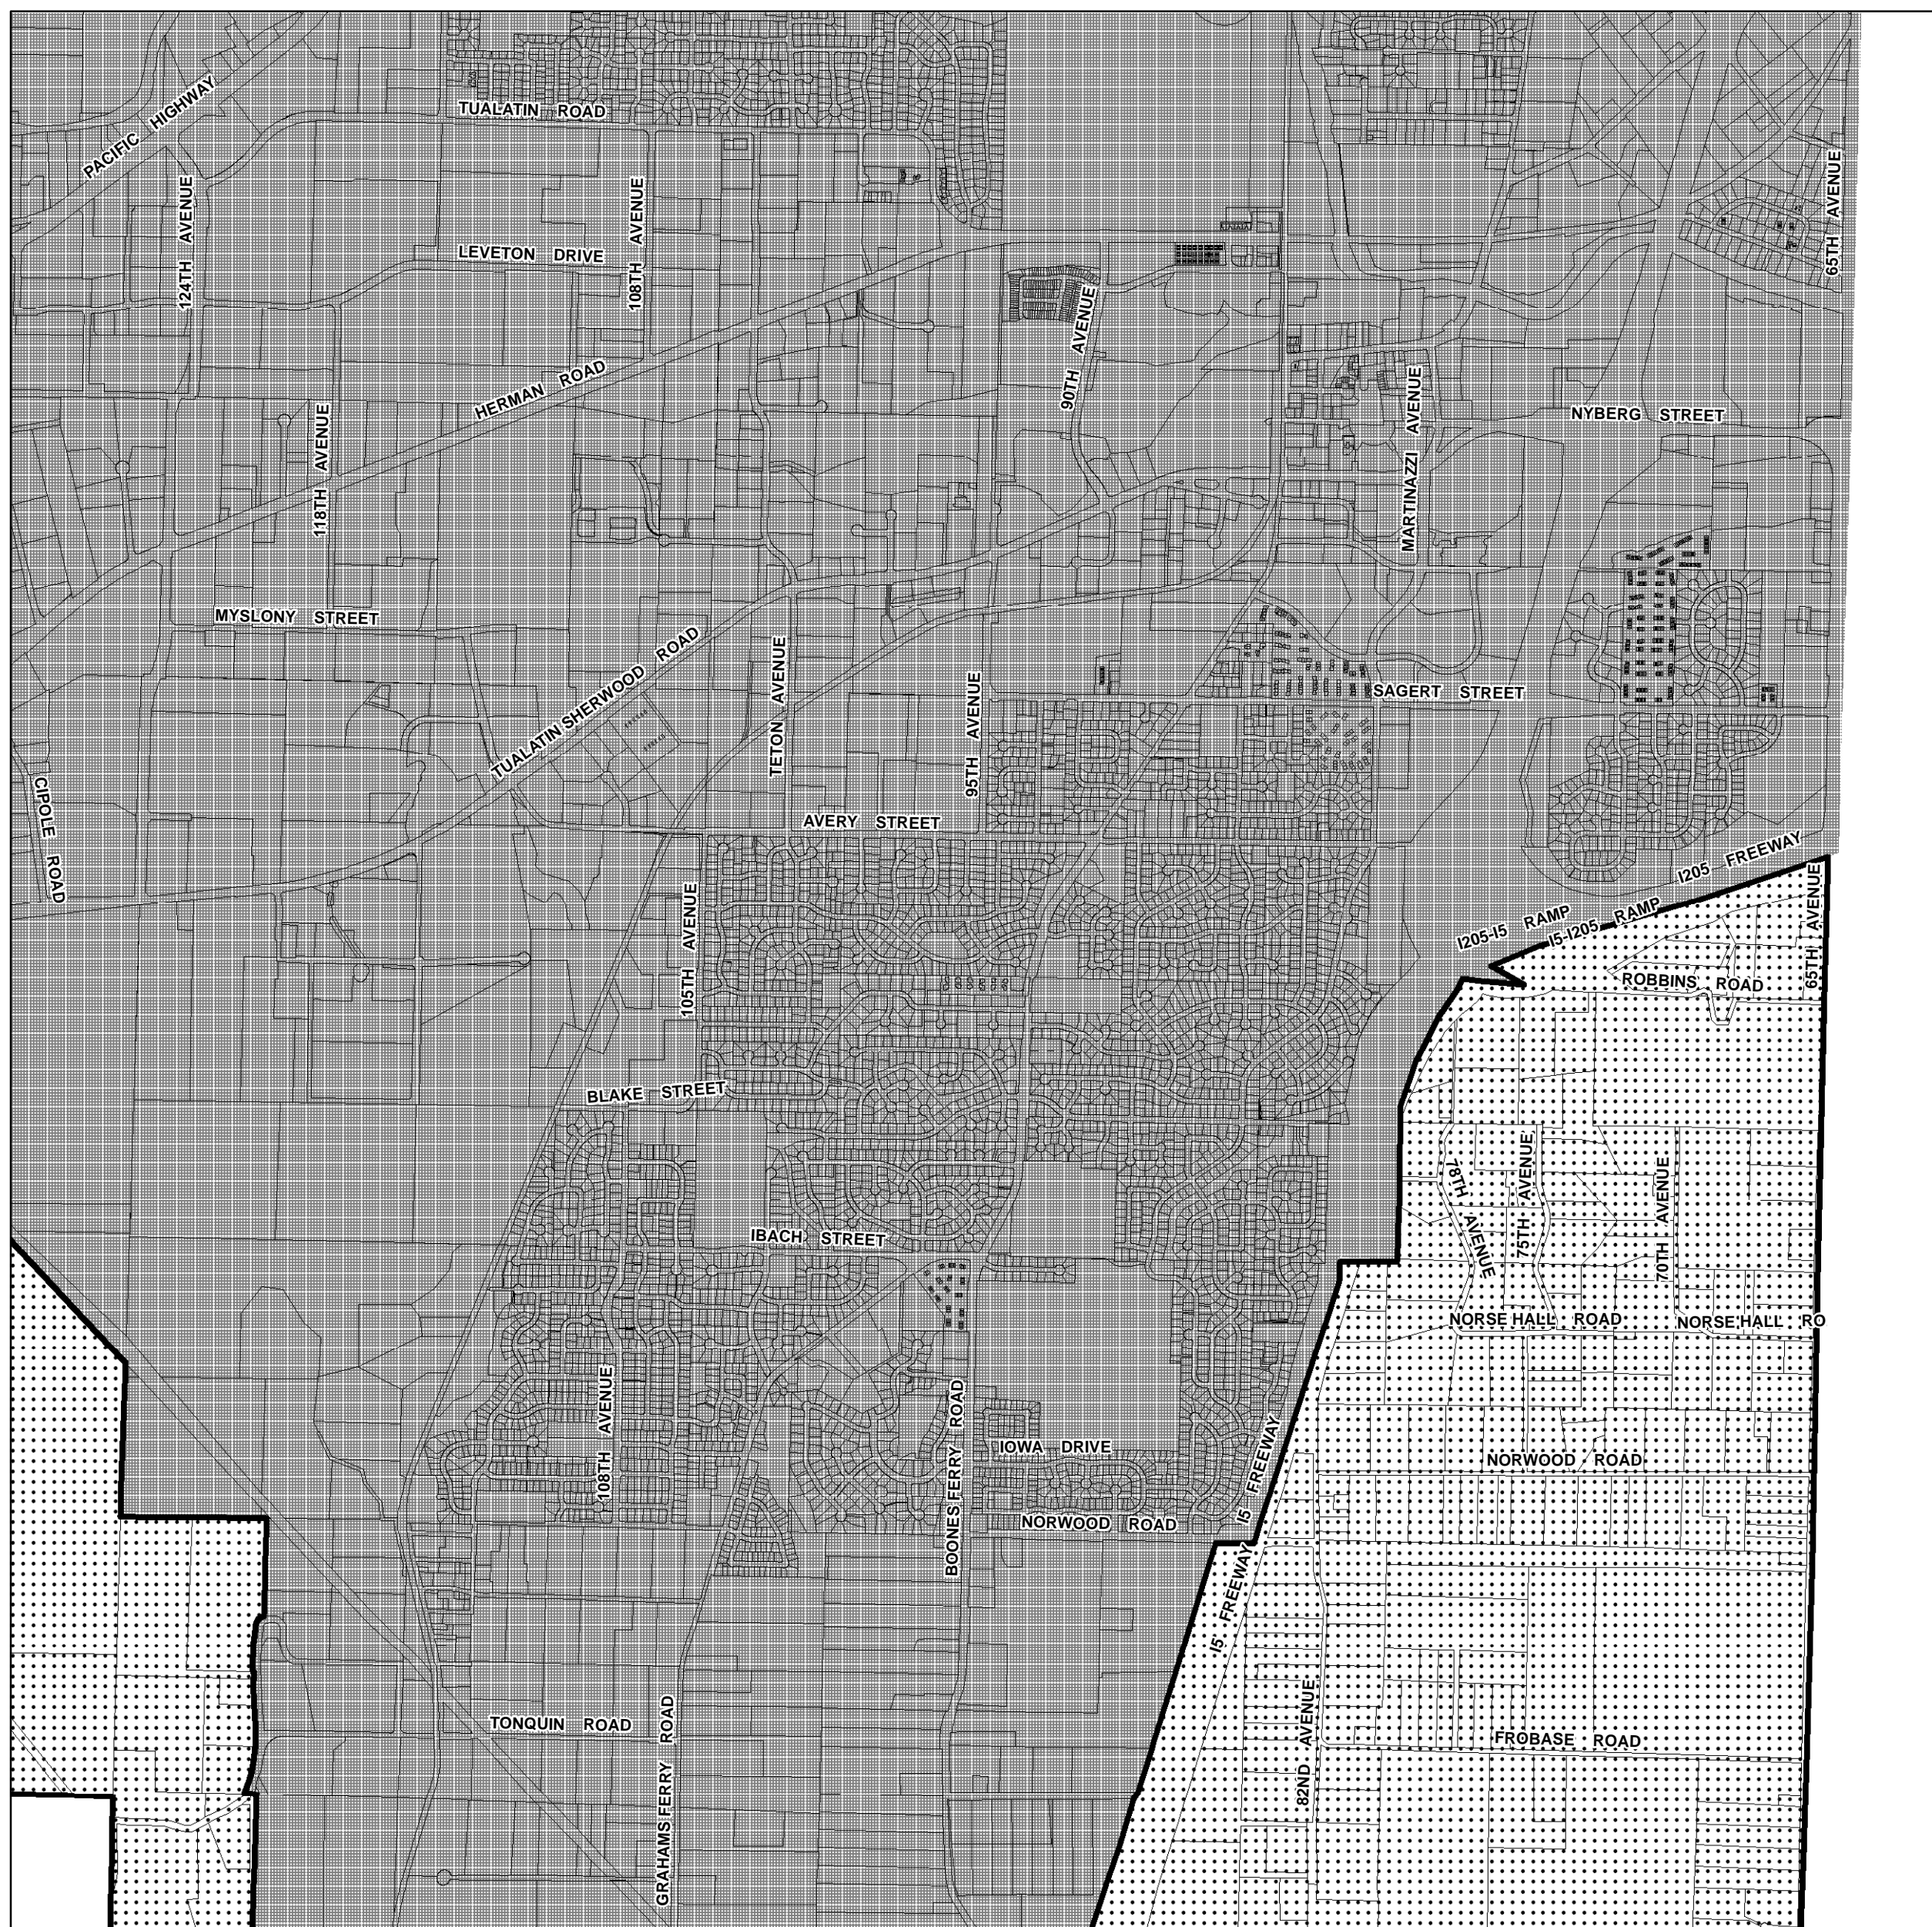 PACIFIC HIGHWAY
TUALATIN ROAD
124TH AVENUE
108TH AVENUE
65TH AVENUE
LEVETON DRIVE
90TH AVENUE
HERMAN ROAD
118TH AVENUE
MARTINAZZI AVENUE
NYBERG STREET
MYSLONY STREET
TUALATIN SHERWOOD ROAD
TETON AVENUE
95TH AVENUE
SAGERT STREET
CIPOLE ROAD
AVERY STREET
I205 FREEWAY
105TH AVENUE
I205-I5 RAMP
I5-I205 RAMP
65TH AVENUE
ROBBINS ROAD
BLAKE STREET
78TH AVENUE
75TH AVENUE
70TH AVENUE
IBACH STREET
NORSE HALL ROAD
NORSE HALL RO
108TH AVENUE
BOONES FERRY ROAD
IOWA DRIVE
I5 FREEWAY
NORWOOD ROAD
NORWOOD ROAD
I5 FREEWAY
TONQUIN ROAD
GRAHAMS FERRY ROAD
82ND AVENUE
FROBASE ROAD